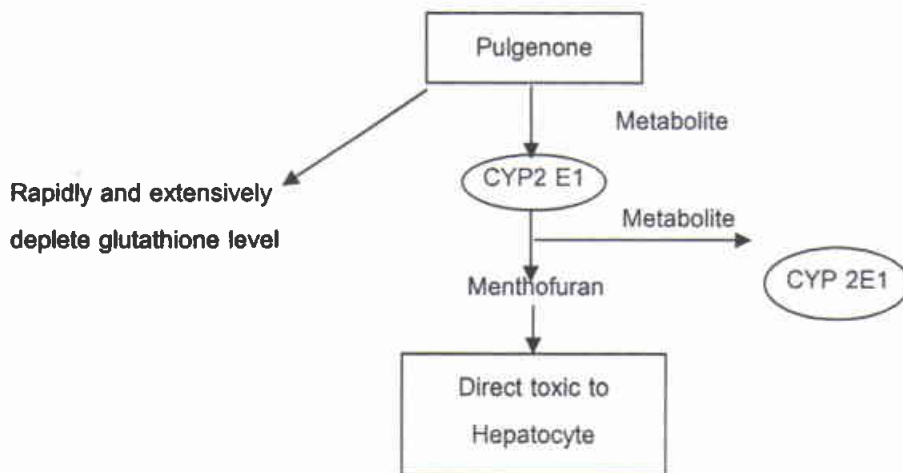 Pulgenone
Metabolite
CYP2 E1
Rapidly and extensively
deplete glutathione level
Metabolite
CYP 2E1
Menthofuran
Direct toxic to
Hepatocyte